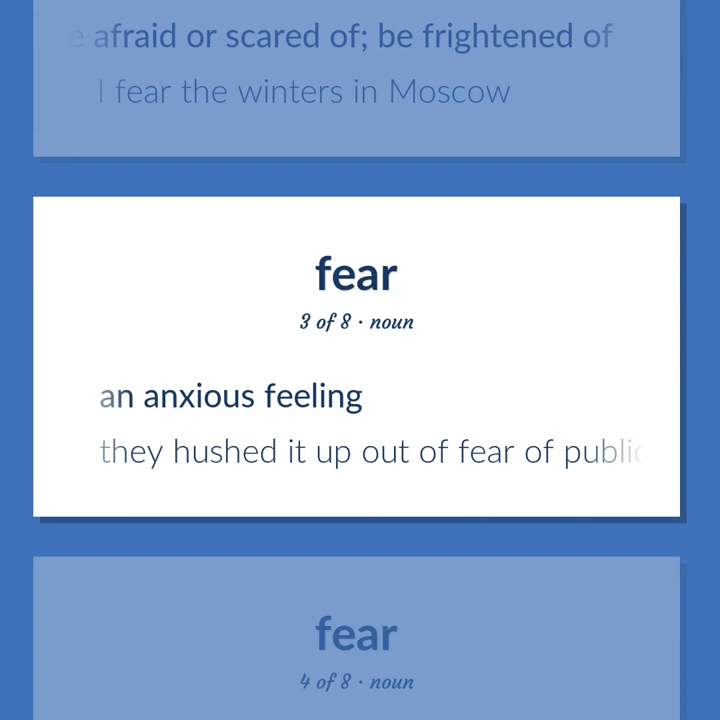 afraid or scared of; be frightened of
I fear the winters in Moscow
fear
3 of 8 · noun
an anxious feeling
they hushed it up out of fear of public
fear
4 of 8 · noun